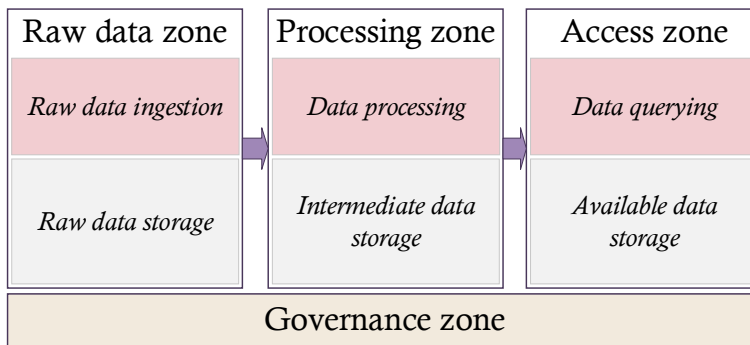 Raw data zone
Processing zone
Access zone
Raw data ingestion
Data processing
Data querying
Raw data storage
Intermediate data
storage
Available data
storage
Governance zone